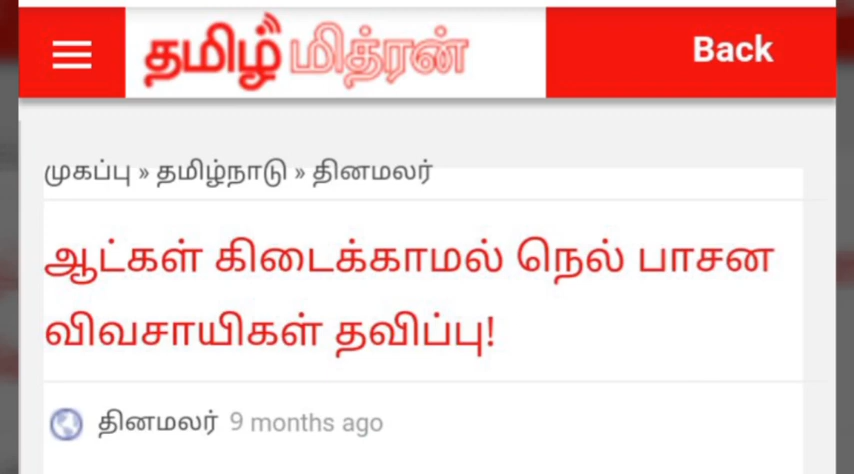 தமிழ் மித்ரன் Back
முகப்பு » தமிழ்நாடு » தினமலர்
ஆட்கள் கிடைக்காமல் நெல் பாசன
விவசாயிகள் தவிப்பு!
தினமலர் 9 months ago